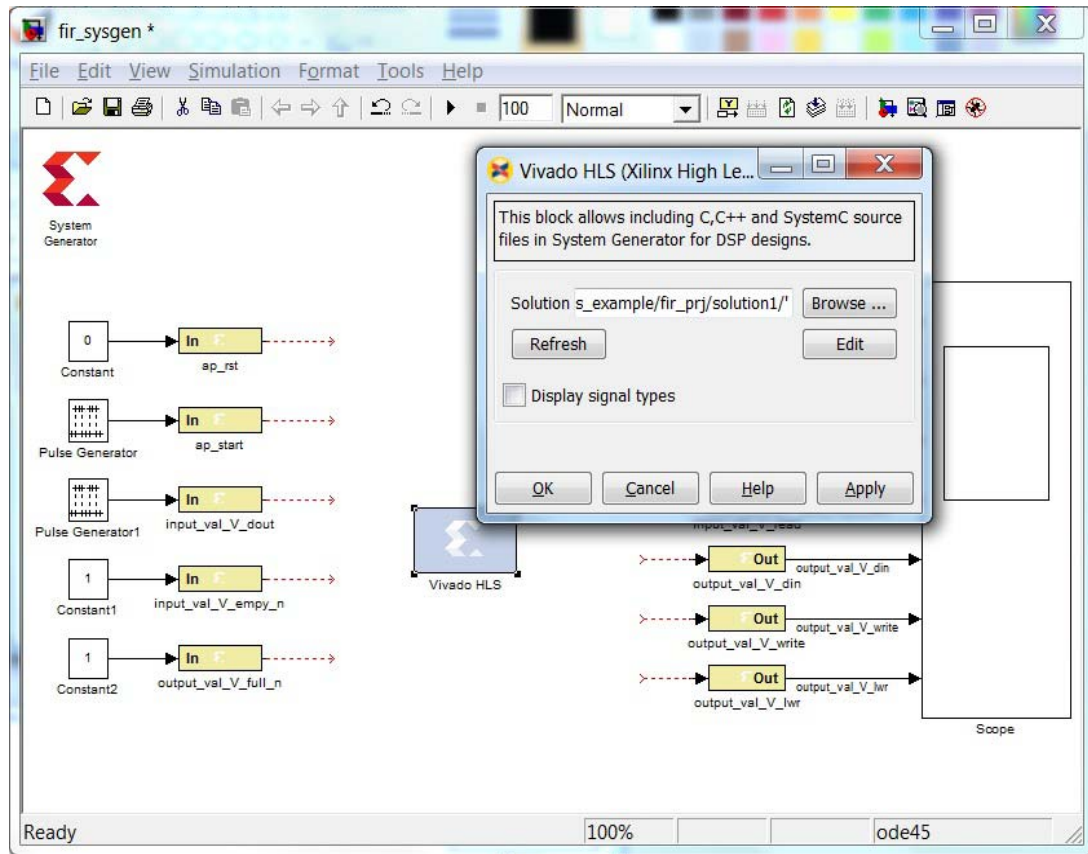 fir_sysgen *
File Edit View Simulation Format Tools Help
100 Normal
System
Generator
Vivado HLS (Xilinx High Le...
This block allows including C,C++ and SystemC source
files in System Generator for DSP designs.
Solution s_example/fir_prj/solution1/' Browse ...
Refresh Edit
Display signal types
OK Cancel Help Apply
0 In
Constant ap_rst
In
Pulse Generator ap_start
In
Pulse Generator1 input_val_V_dout
1 In
Constant1 input_val_V_empy_n
1 In
Constant2 output_val_V_full_n
Vivado HLS
input_val_V_read
Out output_val_V_din
output_val_V_din
Out output_val_V_write
output_val_V_write
Out output_val_V_lwr
output_val_V_lwr
Scope
Ready 100% ode45